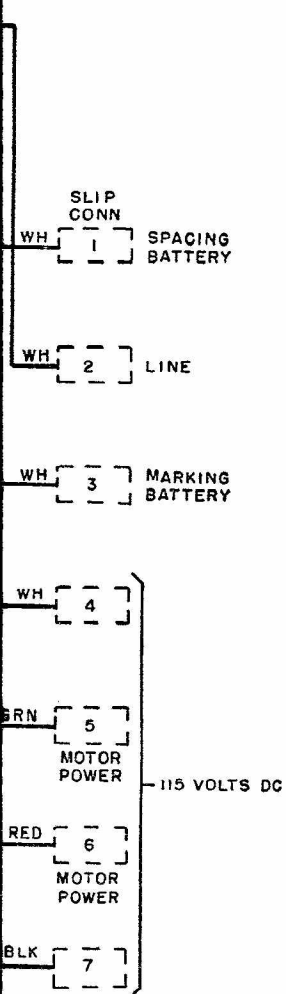 SLIP
CONN
WH 1 SPACING
BATTERY
WH 2 LINE
WH 3 MARKING
BATTERY
WH 4
GRN 5
MOTOR
POWER
115 VOLTS DC
RED 6
MOTOR
POWER
BLK 7